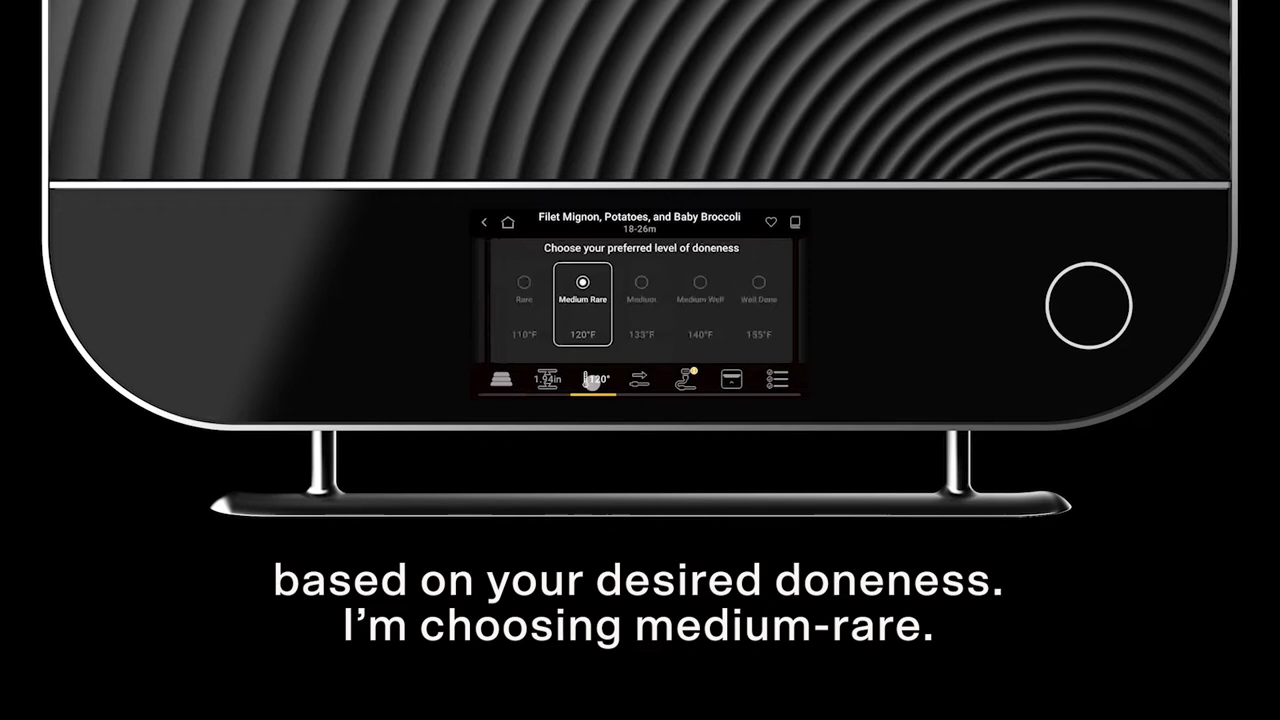 Filet Mignon, Potatoes, and Baby Broccoli
18-26m
Choose your preferred level of doneness
Rare
Medium Rare
Medium
Medium Well
Well Done
110°F
120°F
133°F
140°F
155°F
1.94in
120°
based on your desired doneness.
I’m choosing medium-rare.